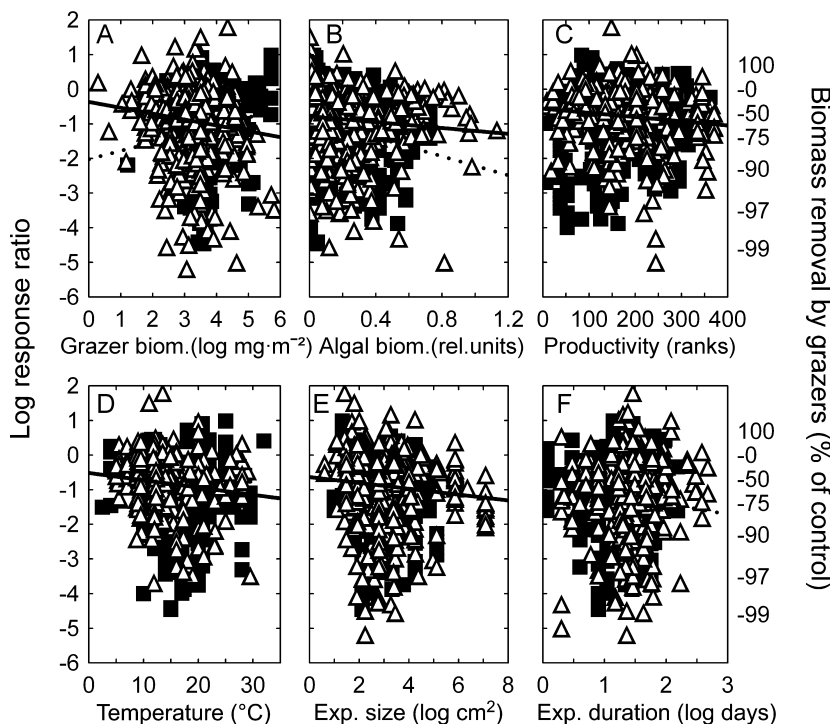 Log response ratio
Biomass removal by grazers (% of control)
A
B
C
2
1
0
-1
-2
-3
-4
-5
-6
100
-0
-50
-75
-90
-97
-99
0 1 2 3 4 5 6
0 0.4 0.8 1.2
0 100 200 300 400
Grazer biom.(log mg·m⁻²)
Algal biom.(rel.units)
Productivity (ranks)
D
E
F
2
1
0
-1
-2
-3
-4
-5
-6
100
-0
-50
-75
-90
-97
-99
0 10 20 30
0 2 4 6 8
0 1 2 3
Temperature (°C)
Exp. size (log cm²)
Exp. duration (log days)